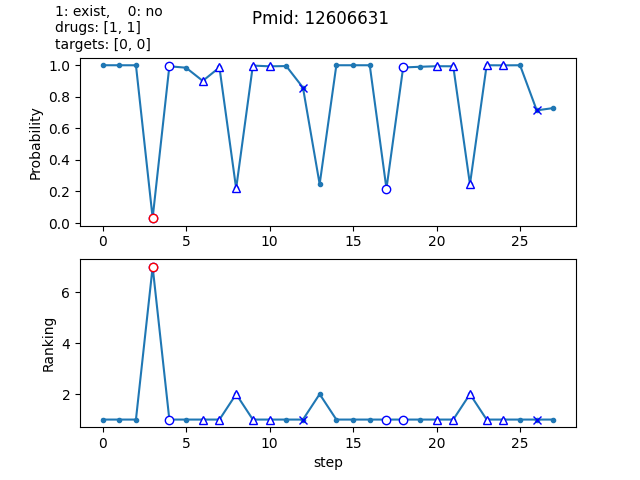 1: exist,    0: no
drugs: [1, 1]
targets: [0, 0]
Pmid: 12606631
Probability
1.0
0.8
0.6
0.4
0.2
0.0
0 5 10 15 20 25
Ranking
6
4
2
0 5 10 15 20 25
step